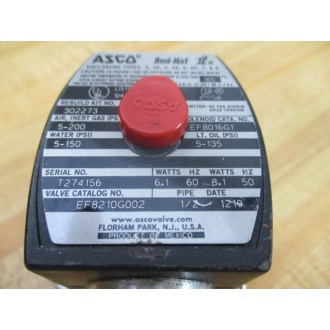 ASCO Red-Hat II
REBUILD KIT NO.
302273
AIR, INERT GAS (PSI)
SOLENOID CATA. NO.
5-200
EF8016G1
WATER (PSI)
LT. OIL (PSI)
5-150
5-135
ASCO
SERIAL NO.
WATTS HZ WATTS HZ
T274156
6.1 60 8.1 50
VALVE CATALOG NO.
PIPE DATE
EF8210G002
1/2
www.ascovalve.com
FLORHAM PARK, N.J., U.S.A.
PRODUCT OF MEXICO